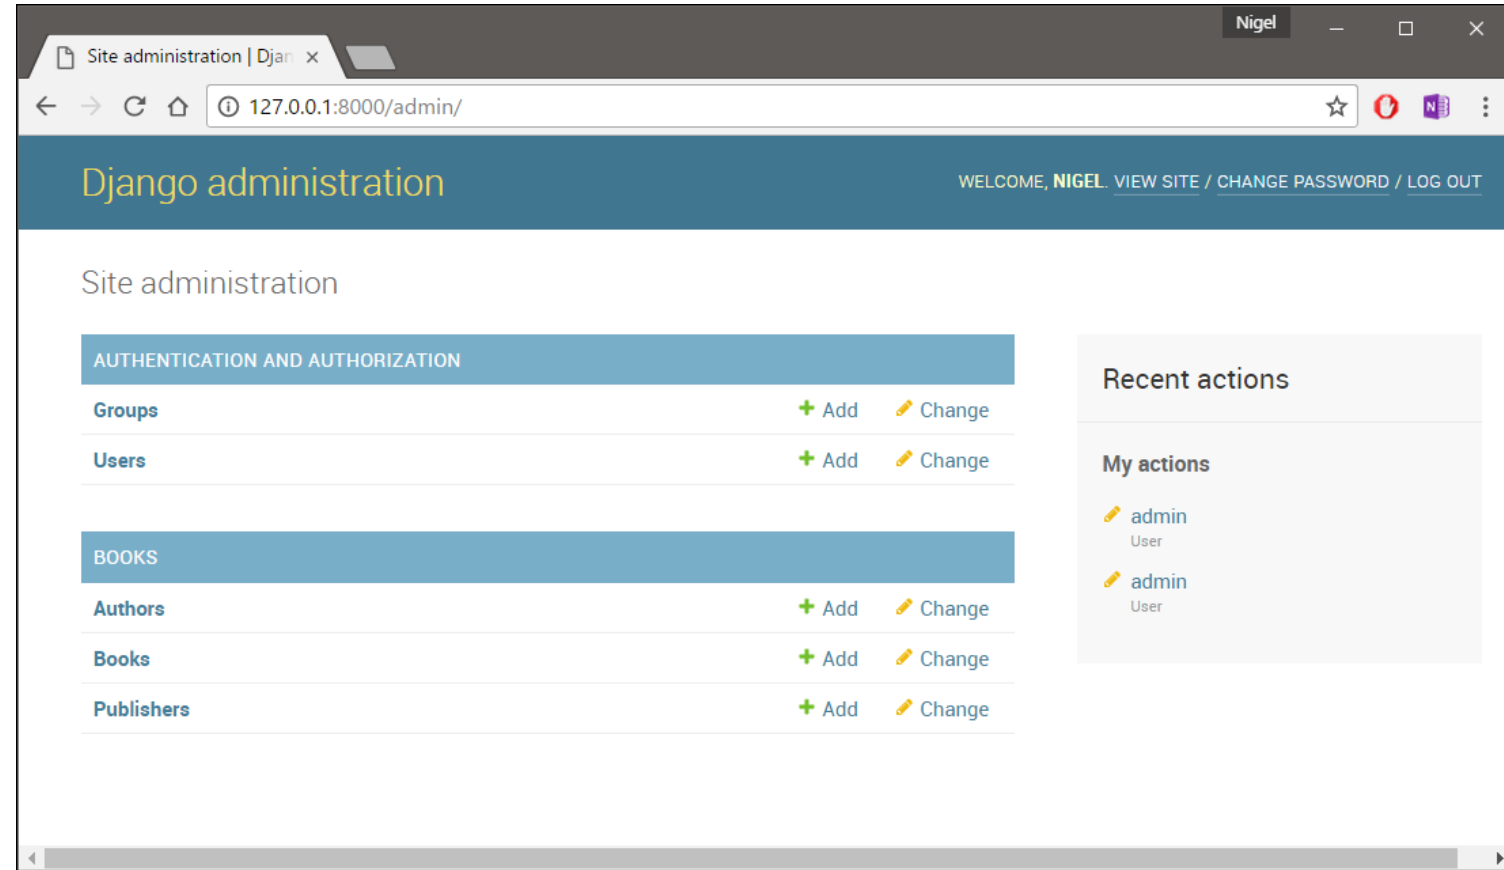 Nigel
Site administration | Djan
127.0.0.1:8000/admin/
N
Django administration
WELCOME, NIGEL. VIEW SITE / CHANGE PASSWORD / LOG OUT
Site administration
AUTHENTICATION AND AUTHORIZATION
Groups Add Change
Users Add Change
BOOKS
Authors Add Change
Books Add Change
Publishers Add Change
Recent actions
My actions
admin
User
admin
User